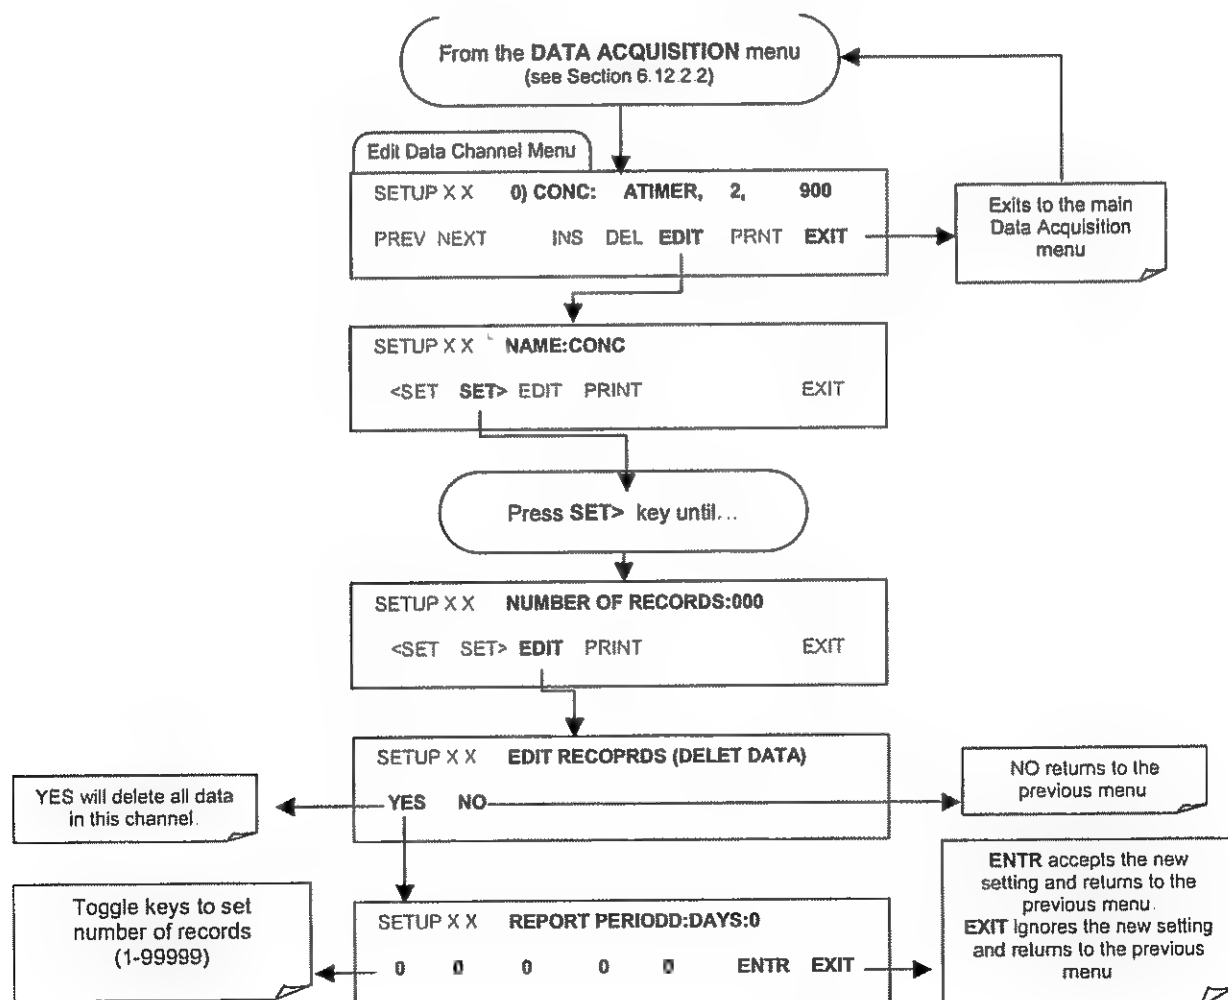 From the DATA ACQUISITION menu
(see Section 6.12.2.2)
Edit Data Channel Menu
SETUP X X 0) CONC: ATIMER, 2, 900
PREV NEXT INS DEL EDIT PRNT EXIT
Exits to the main
Data Acquisition
menu
SETUP X X NAME:CONC
<SET SET> EDIT PRINT EXIT
Press SET> key until...
SETUP X X NUMBER OF RECORDS:000
<SET SET> EDIT PRINT EXIT
SETUP X X EDIT RECOPRDS (DELET DATA)
YES NO
YES will delete all data
in this channel.
NO returns to the
previous menu
Toggle keys to set
number of records
(1-99999)
SETUP X X REPORT PERIODD:DAYS:0
0 0 0 0 0 ENTR EXIT
ENTR accepts the new
setting and returns to the
previous menu.
EXIT ignores the new setting
and returns to the previous
menu